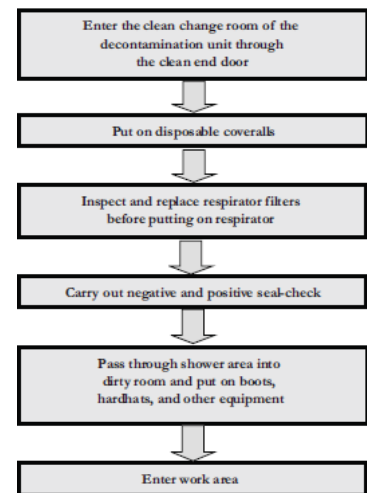 Enter the clean change room of the
decontamination unit through
the clean end door
Put on disposable coveralls
Inspect and replace respirator filters
before putting on respirator
Carry out negative and positive seal-check
Pass through shower area into
dirty room and put on boots,
hardhats, and other equipment
Enter work area